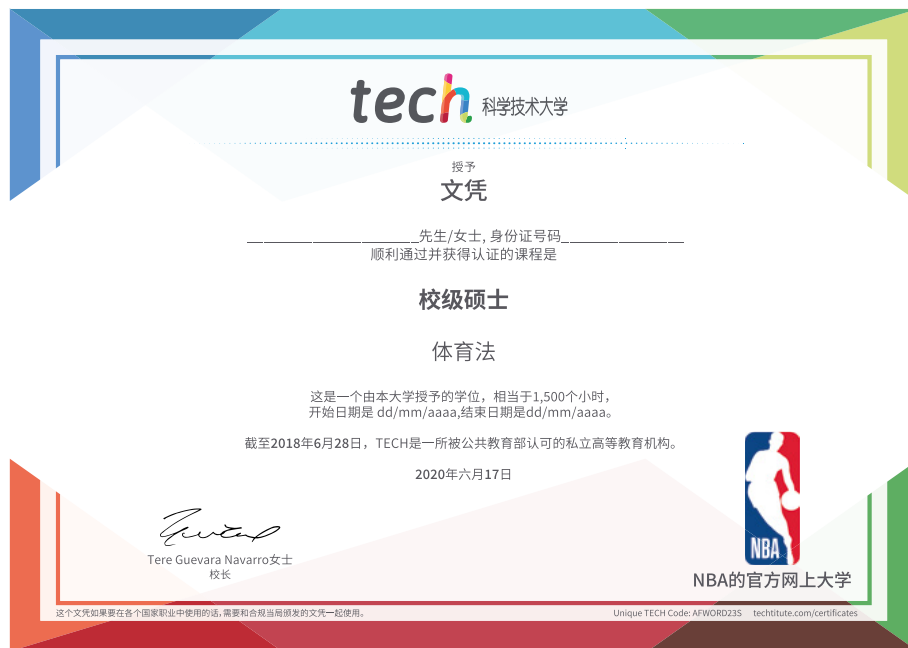 tech 科学技术大学
授予
文凭
_____________________先生/女士, 身份证号码_______________
顺利通过并获得认证的课程是
校级硕士
体育法
这是一个由本大学授予的学位，相当于1,500个小时，
开始日期是 dd/mm/aaaa,结束日期是dd/mm/aaaa。
截至2018年6月28日，TECH是一所被公共教育部认可的私立高等教育机构。
2020年六月17日
Tere Guevara Navarro女士
校长
NBA
NBA的官方网上大学
这个文凭如果要在各个国家职业中使用的话,需要和合规当局颁发的文凭一起使用。
Unique TECH Code: AFWORD23S techtitute.com/certificates